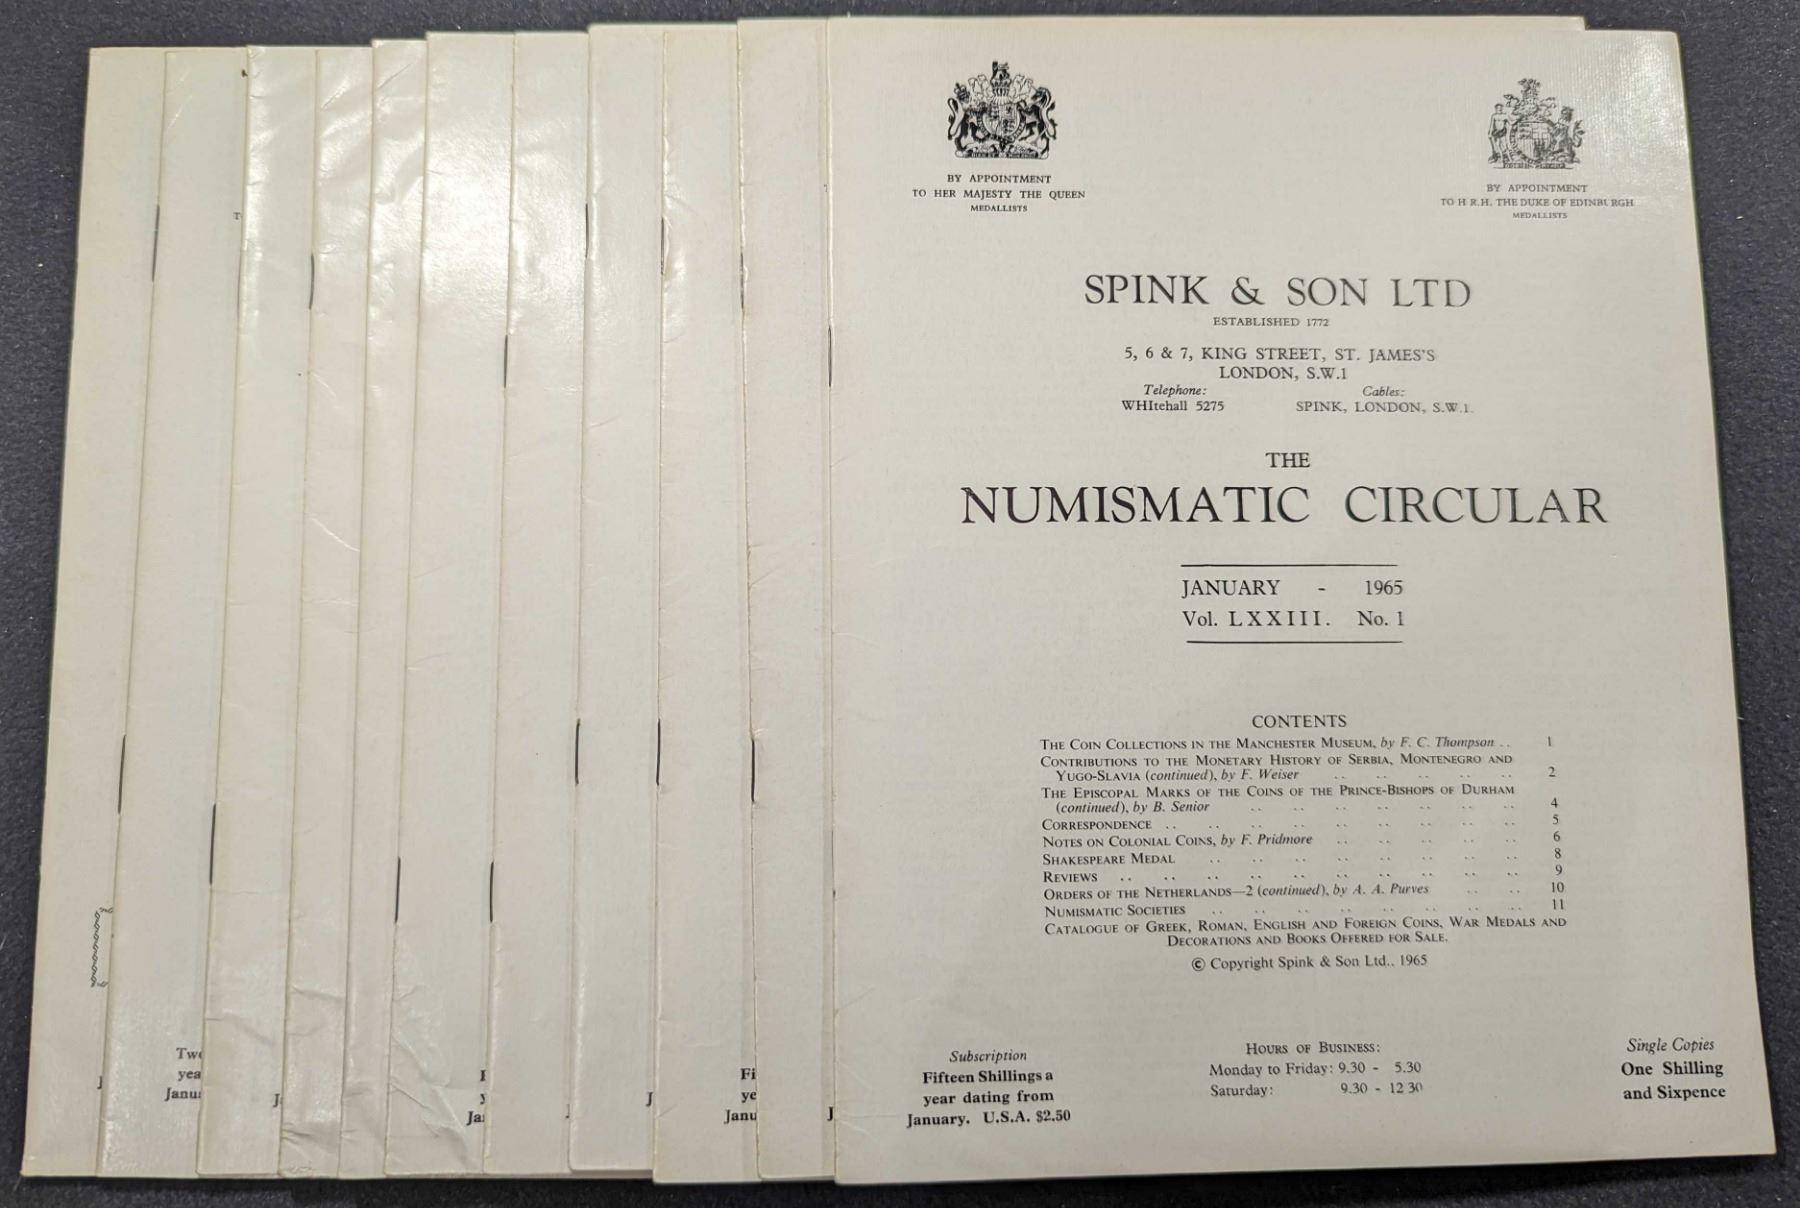 BY APPOINTMENT
TO HER MAJESTY THE QUEEN
MEDALLISTS
BY APPOINTMENT
TO H R.H. THE DUKE OF EDINBURGH
MEDALLISTS
SPINK & SON LTD
ESTABLISHED 1772
5, 6 & 7, KING STREET, ST. JAMES'S
LONDON, S.W.1
Telephone: Cables:
WHItehall 5275 SPINK, LONDON, S.W.1.
THE
NUMISMATIC CIRCULAR
JANUARY - 1965
Vol. LXXIII. No. 1
CONTENTS
THE COIN COLLECTIONS IN THE MANCHESTER MUSEUM, by F. C. Thompson .. 1
CONTRIBUTIONS TO THE MONETARY HISTORY OF SERBIA, MONTENEGRO AND
YUGO-SLAVIA (continued), by F. Weiser .. .. .. .. .. 2
THE EPISCOPAL MARKS OF THE COINS OF THE PRINCE-BISHOPS OF DURHAM
(continued), by B. Senior .. .. .. .. .. .. .. 4
CORRESPONDENCE .. .. .. .. .. .. .. .. .. 5
NOTES ON COLONIAL COINS, by F. Pridmore .. .. .. .. .. 6
SHAKESPEARE MEDAL .. .. .. .. .. .. .. .. 8
REVIEWS .. .. .. .. .. .. .. .. .. .. 9
ORDERS OF THE NETHERLANDS—2 (continued), by A. A. Purves .. .. 10
NUMISMATIC SOCIETIES .. .. .. .. .. .. .. .. 11
CATALOGUE OF GREEK, ROMAN, ENGLISH AND FOREIGN COINS, WAR MEDALS AND
DECORATIONS AND BOOKS OFFERED FOR SALE.
© Copyright Spink & Son Ltd., 1965
Subscription
Fifteen Shillings a
year dating from
January. U.S.A. $2.50
HOURS OF BUSINESS:
Monday to Friday: 9.30 - 5.30
Saturday: 9.30 - 12 30
Single Copies
One Shilling
and Sixpence
T
J
Two
yea
Janua
J
Ja
J
Fi
ye
Janu
J